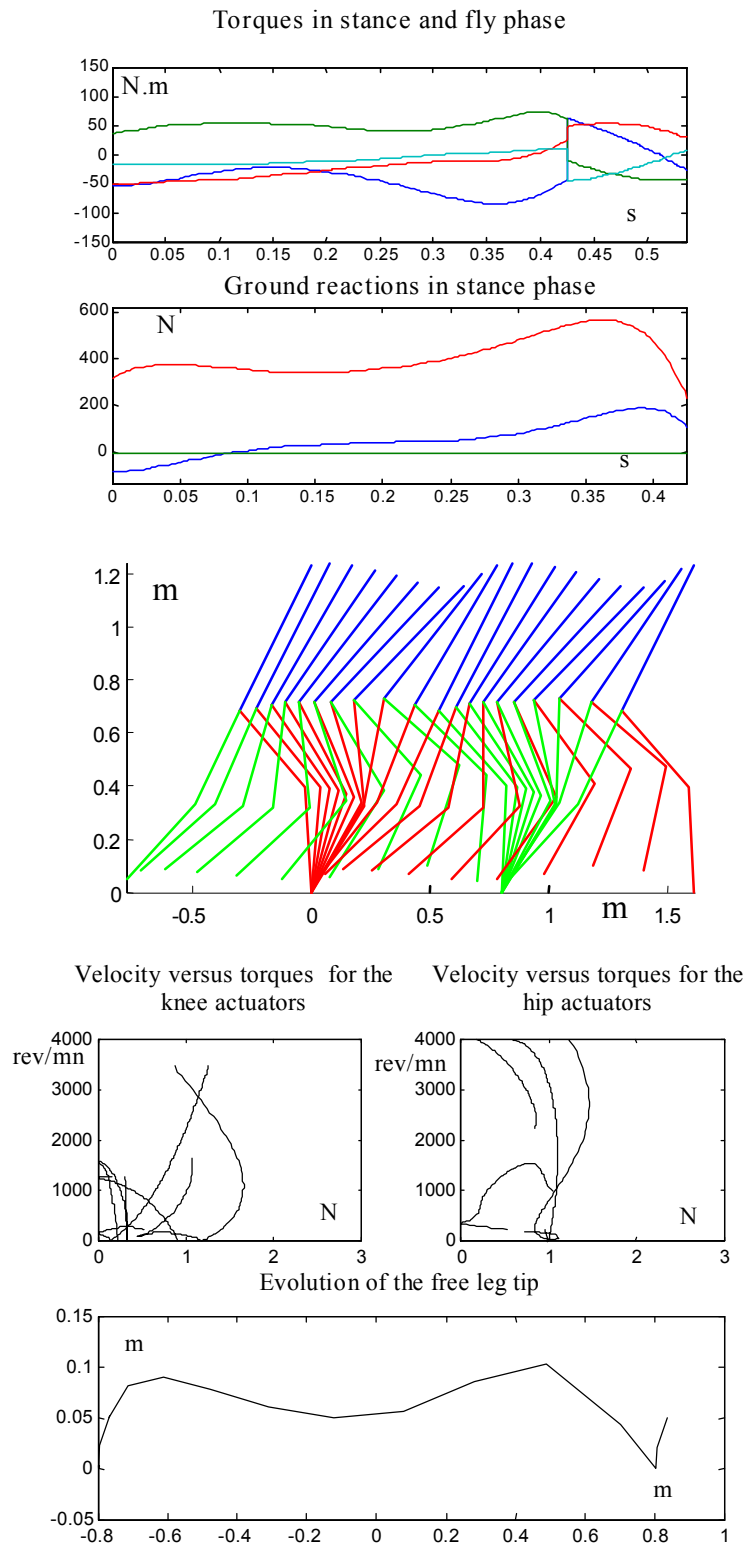 Torques in stance and fly phase
150
N.m
100
50
0
-50
-100
s
-150
0 0.05 0.1 0.15 0.2 0.25 0.3 0.35 0.4 0.45 0.5
Ground reactions in stance phase
600
N
400
200
0
s
0 0.05 0.1 0.15 0.2 0.25 0.3 0.35 0.4
1.2
m
1
0.8
0.6
0.4
0.2
0
-0.5 0 0.5 1 m 1.5
Velocity versus torques for the
knee actuators
4000
rev/mn
3000
2000
1000
N
0
0 1 2 3
Velocity versus torques for the
hip actuators
4000
rev/mn
3000
2000
1000
N
0
0 1 2 3
Evolution of the free leg tip
0.15
m
0.1
0.05
0
m
-0.05
-0.8 -0.6 -0.4 -0.2 0 0.2 0.4 0.6 0.8 1